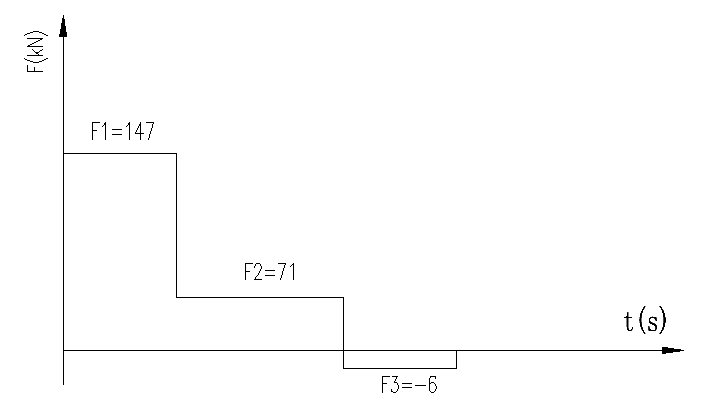 F(kN)
F1=147
F2=71
t(s)
F3=-6